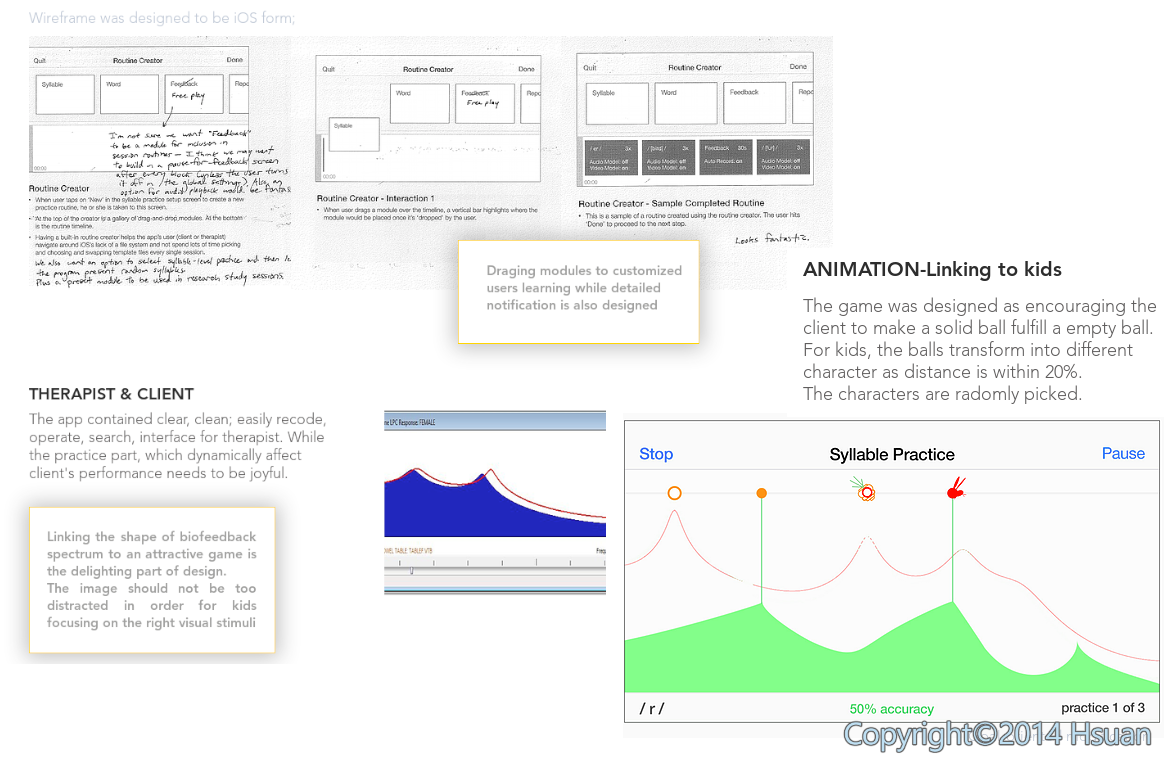 Wireframe was designed to be iOS form;
Quit Routine Creator Done
Syllable Word Feedback Repo
Free play
I'm not sure we want "Feedback"
to be a module for inclusion in
session routines - I think we may want
to build in a pause-for-feedback screen
after every block (unless the user turns
it off in the global settings). Also, an
option for audio playback would be fantas
00:00
Routine Creator
• When user taps on 'New' in the syllable practice setup screen to create a new
practice routine, he or she is taken to this screen.
• At the top of the creator is a gallery of drag-and-drop modules. At the bottom
is the routine timeline.
• Having a built-in routine creator helps the app's user (client or therapist)
navigate around iOS's lack of a file system and not spend lots of time picking
and choosing and swapping template files every single session.
We also want an option to select syllable-level practice and then
the program present random syllables.
Plus a preset module to be used in research study sessions.
Quit Routine Creator Done
Word Feedback Repo
Free play
Syllable
00:00
Routine Creator - Interaction 1
• When user drags a module over the timeline, a vertical bar highlights where the
module would be placed once it's 'dropped' by the user.
Quit Routine Creator Done
Syllable Word Feedback Repo
/ er / 3x
Audio Model: off
Video Model: on
3x
Audio Model: off
Video Model: on
Feedback 30s
Auto Record: on
3x
Audio Model: off
Video Model: on
00:00
Routine Creator - Sample Completed Routine
• This is a sample of a routine created using the routine creator. The user hits
'Done' to proceed to the next step.
Looks fantastic.
Draging modules to customized
users learning while detailed
notification is also designed
ANIMATION-Linking to kids
The game was designed as encouraging the
client to make a solid ball fulfill a empty ball.
For kids, the balls transform into different
character as distance is within 20%.
The characters are radomly picked.
THERAPIST & CLIENT
The app contained clear, clean; easily recode,
operate, search, interface for therapist. While
the practice part, which dynamically affect
client's performance needs to be joyful.
Linking the shape of biofeedback
spectrum to an attractive game is
the delighting part of design.
The image should not be too
distracted in order for kids
focusing on the right visual stimuli
ne LPC Response: FEMALE
OWEL TABLE: TABLEF.VTB Freq
Stop Syllable Practice Pause
/ r / 50% accuracy practice 1 of 3
Copyright©2014 Hsuan